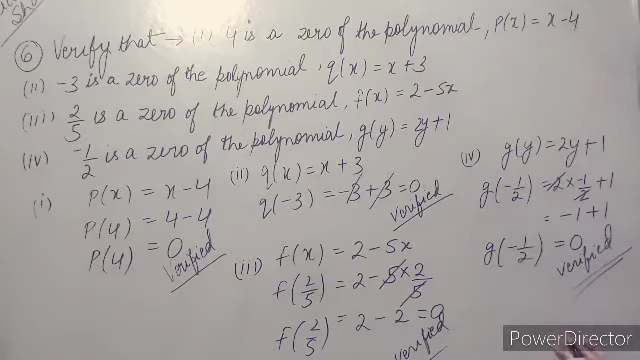 Sha
(6) Verify that → (i) 4 is a zero of the polynomial, P(x) = x - 4
(ii) -3 is a zero of the polynomial, q(x) = x + 3
(iii) 2/5 is a zero of the polynomial, f(x) = 2 - 5x
(iv) -1/2 is a zero of the polynomial, g(y) = 2y + 1
(i) P(x) = x - 4
P(4) = 4 - 4
P(4) = 0
Verified
(ii) q(x) = x + 3
q(-3) = -3 + 3 = 0
Verified
(iii) f(x) = 2 - 5x
f(2/5) = 2 - 5 × 2/5
f(2/5) = 2 - 2 = 0
Verified
(iv) g(y) = 2y + 1
g(-1/2) = 2 × -1/2 + 1
= -1 + 1
g(-1/2) = 0
Verified
PowerDirector